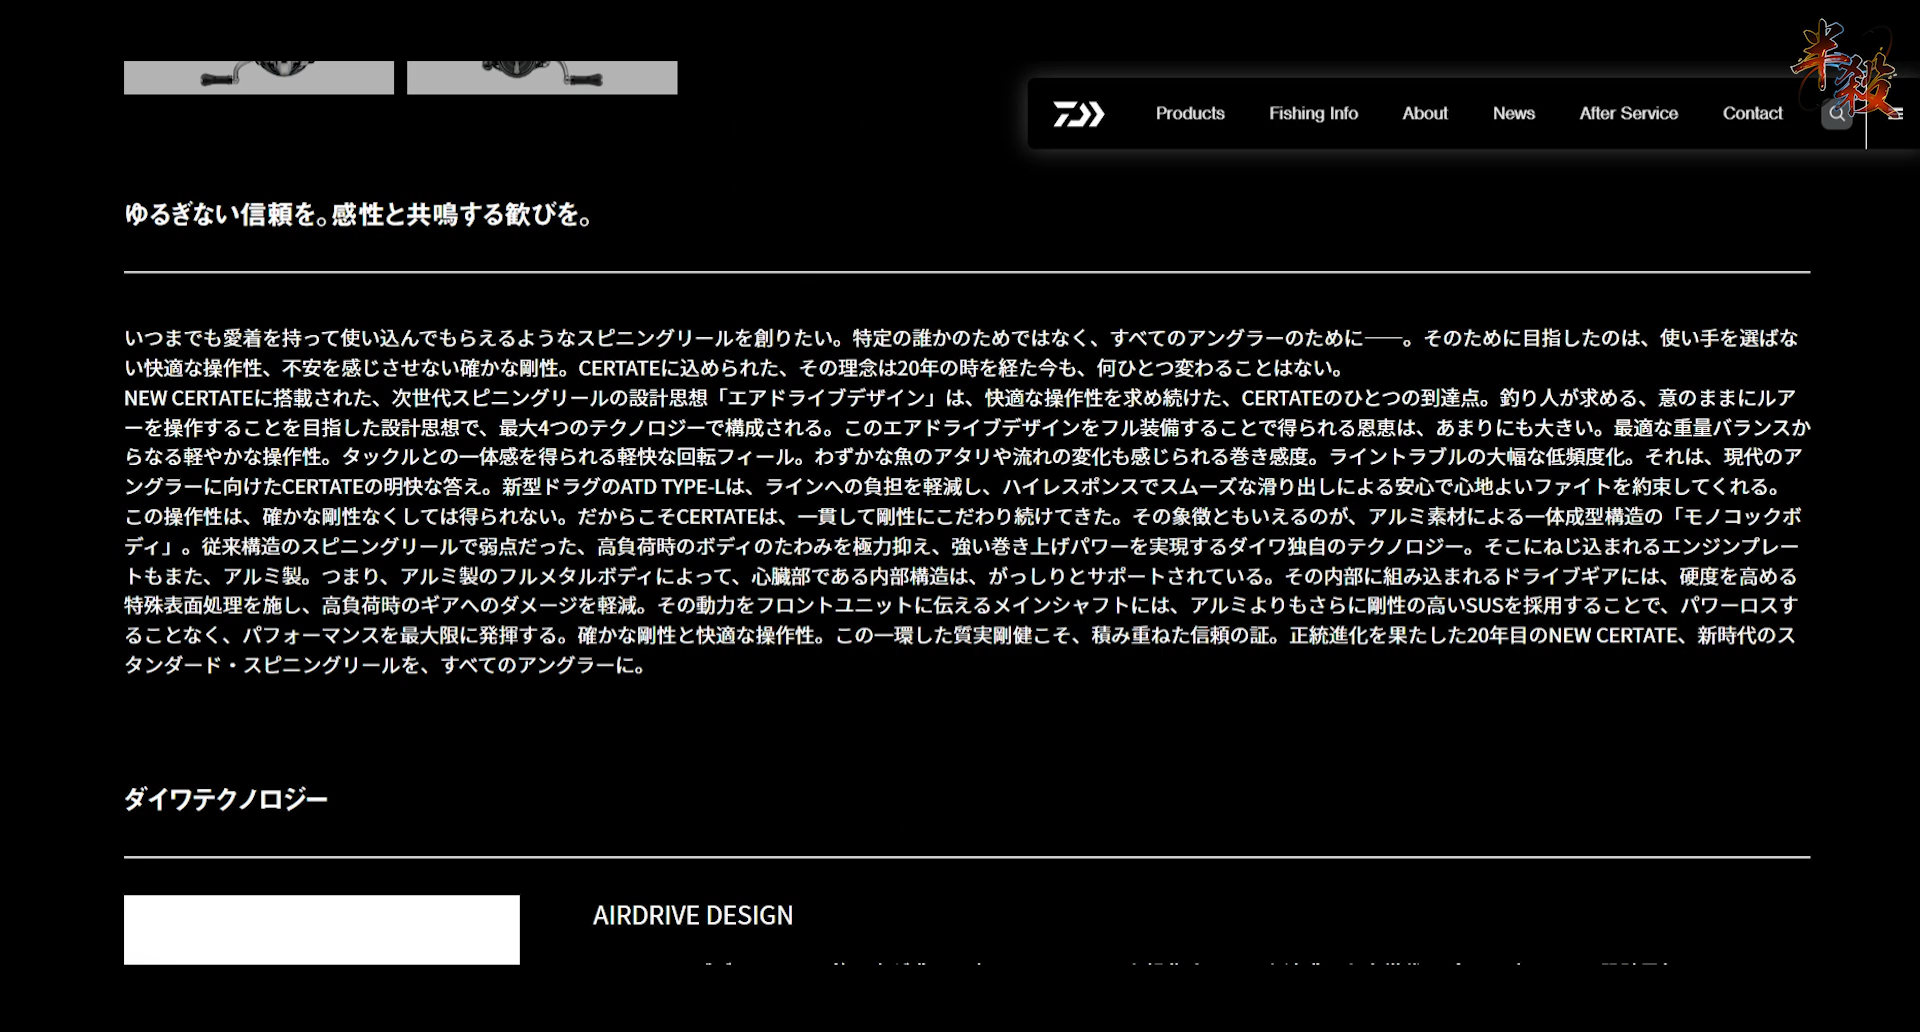 半殺
Products Fishing Info About News After Service Contact
ゆるぎない信頼を。感性と共鳴する歓びを。
いつまでも愛着を持って使い込んでもらえるようなスピニングリールを創りたい。特定の誰かのためではなく、すべてのアングラーのために――。そのために目指したのは、使い手を選ばな
い快適な操作性、不安を感じさせない確かな剛性。CERTATEに込められた、その理念は20年の時を経た今も、何ひとつ変わることはない。
NEW CERTATEに搭載された、次世代スピニングリールの設計思想「エアドライブデザイン」は、快適な操作性を求め続けた、CERTATEのひとつの到達点。釣り人が求める、意のままにルア
ーを操作することを目指した設計思想で、最大4つのテクノロジーで構成される。このエアドライブデザインをフル装備することで得られる恩恵は、あまりにも大きい。最適な重量バランスか
らなる軽やかな操作性。タックルとの一体感を得られる軽快な回転フィール。わずかな魚のアタリや流れの変化も感じられる巻き感度。ライントラブルの大幅な低頻度化。それは、現代のア
ングラーに向けたCERTATEの明快な答え。新型ドラグのATD TYPE-Lは、ラインへの負担を軽減し、ハイレスポンスでスムーズな滑り出しによる安心で心地よいファイトを約束してくれる。
この操作性は、確かな剛性なくしては得られない。だからこそCERTATEは、一貫して剛性にこだわり続けてきた。その象徴ともいえるのが、アルミ素材による一体成型構造の「モノコックボ
ディ」。従来構造のスピニングリールで弱点だった、高負荷時のボディのたわみを極力抑え、強い巻き上げパワーを実現するダイワ独自のテクノロジー。そこにねじ込まれるエンジンプレー
トもまた、アルミ製。つまり、アルミ製のフルメタルボディによって、心臓部である内部構造は、がっしりとサポートされている。その内部に組み込まれるドライブギアには、硬度を高める
特殊表面処理を施し、高負荷時のギアへのダメージを軽減。その動力をフロントユニットに伝えるメインシャフトには、アルミよりもさらに剛性の高いSUSを採用することで、パワーロスす
ることなく、パフォーマンスを最大限に発揮する。確かな剛性と快適な操作性。この一環した質実剛健こそ、積み重ねた信頼の証。正統進化を果たした20年目のNEW CERTATE、新時代のス
タンダード・スピニングリールを、すべてのアングラーに。
ダイワテクノロジー
AIRDRIVE DESIGN